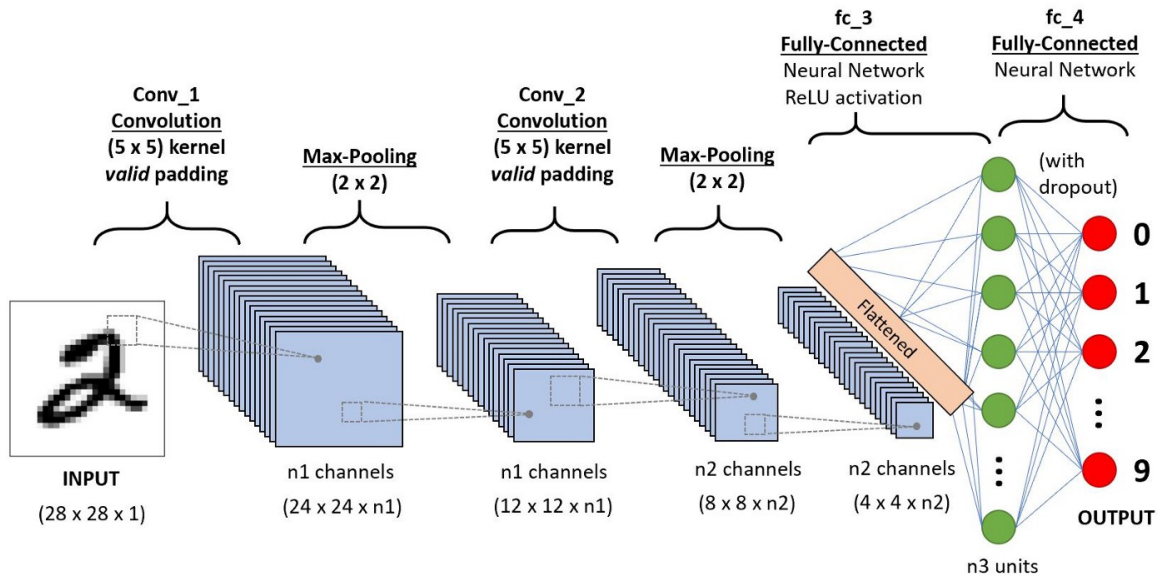 fc_3
Fully-Connected
Neural Network
ReLU activation
fc_4
Fully-Connected
Neural Network
Conv_1
Convolution
(5 x 5) kernel
valid padding
Max-Pooling
(2 x 2)
Conv_2
Convolution
(5 x 5) kernel
valid padding
Max-Pooling
(2 x 2)
(with
dropout)
0
1
2
9
OUTPUT
Flattened
2
INPUT
(28 x 28 x 1)
n1 channels
(24 x 24 x n1)
n1 channels
(12 x 12 x n1)
n2 channels
(8 x 8 x n2)
n2 channels
(4 x 4 x n2)
n3 units